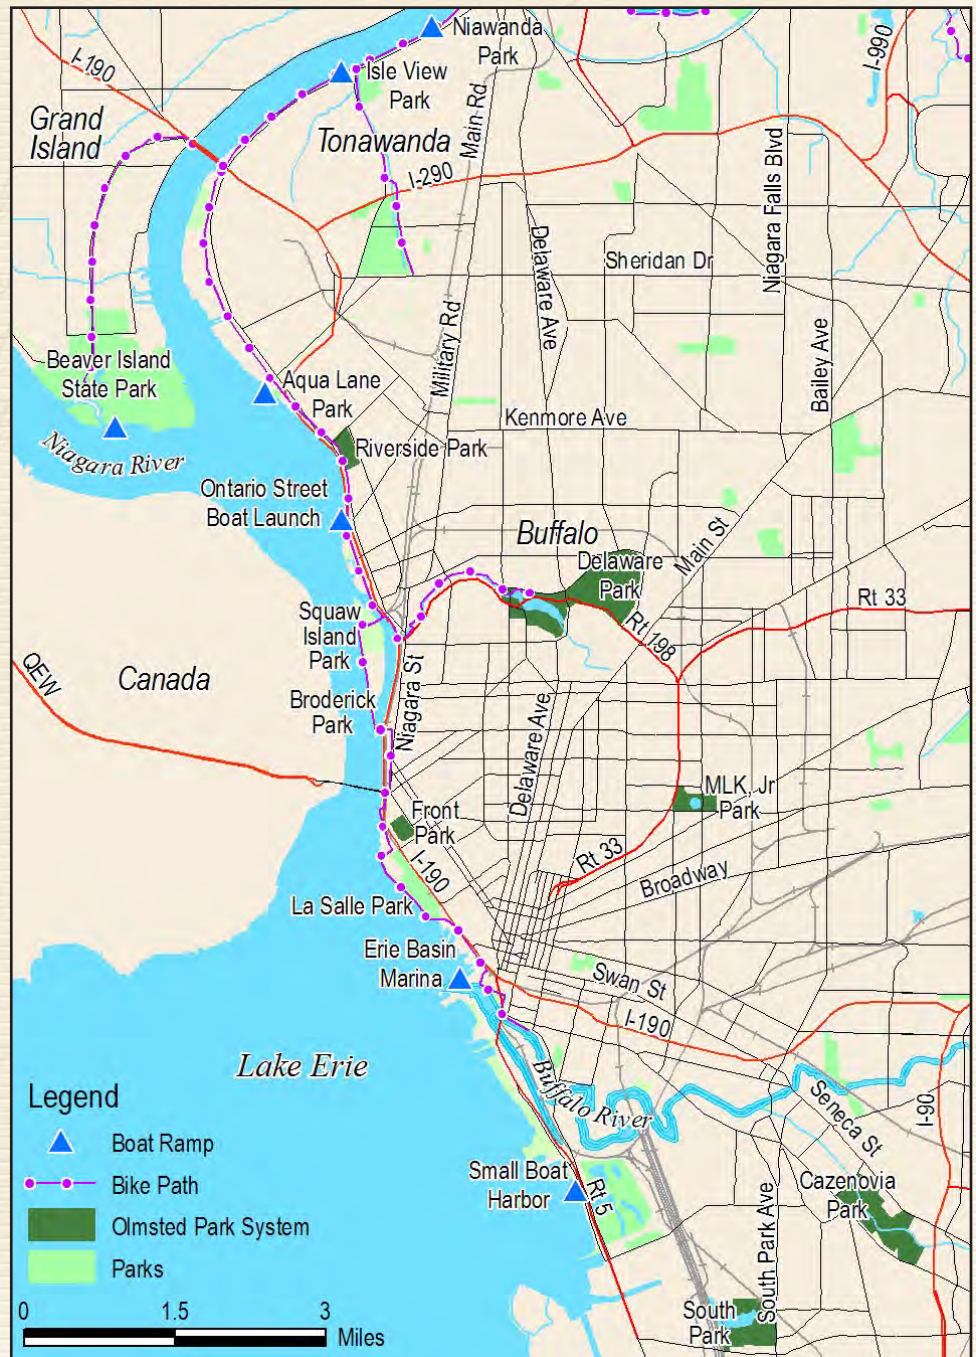 Niawanda
Park
I-190
I-990
Isle View
Park
Grand
Island
Tonawanda
Main Rd
I-290
Niagara Falls Blvd
Delaware Ave
Sheridan Dr
Military Rd
Bailey Ave
Beaver Island
State Park
Aqua Lane
Park
Kenmore Ave
Niagara River
Riverside Park
Ontario Street
Boat Launch
Buffalo
Main St
Delaware
Park
Rt 33
Squaw
Island
Park
Rt 198
QEW
Canada
Niagara St
Broderick
Park
Delaware Ave
MLK, Jr
Park
Front
Park
I-190
Rt 33
Broadway
La Salle Park
Erie Basin
Marina
Swan St
I-190
Lake Erie
Buffalo River
Seneca St
I-90
Legend
Boat Ramp
Bike Path
Olmsted Park System
Parks
Small Boat
Harbor
Rt 5
Cazenovia
Park
South Park Ave
South
Park
0 1.5 3
Miles